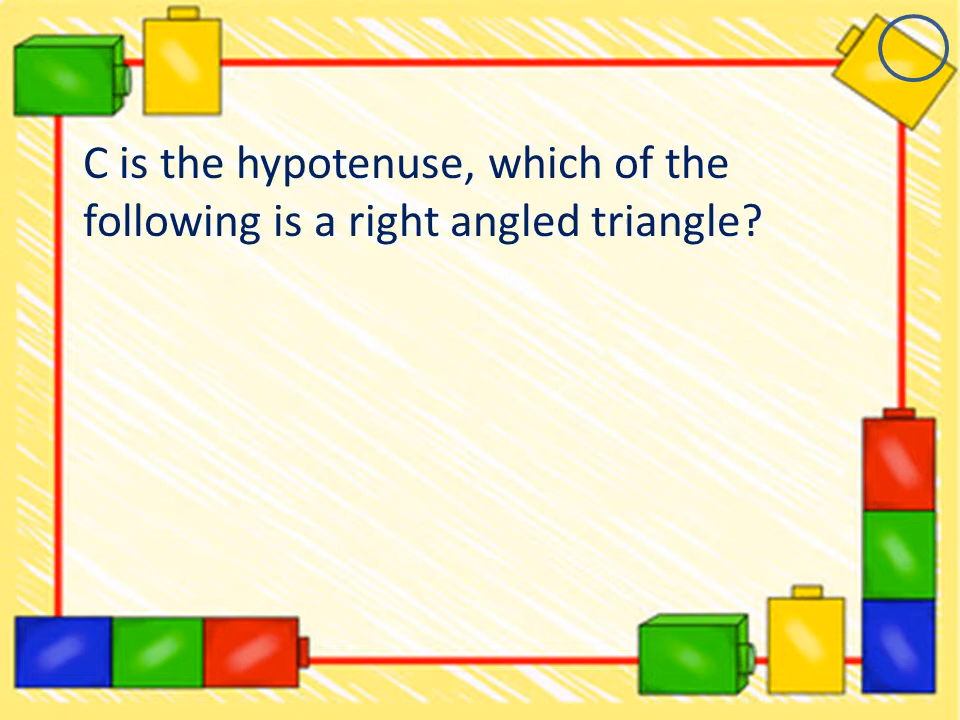 C is the hypotenuse, which of the
following is a right angled triangle?